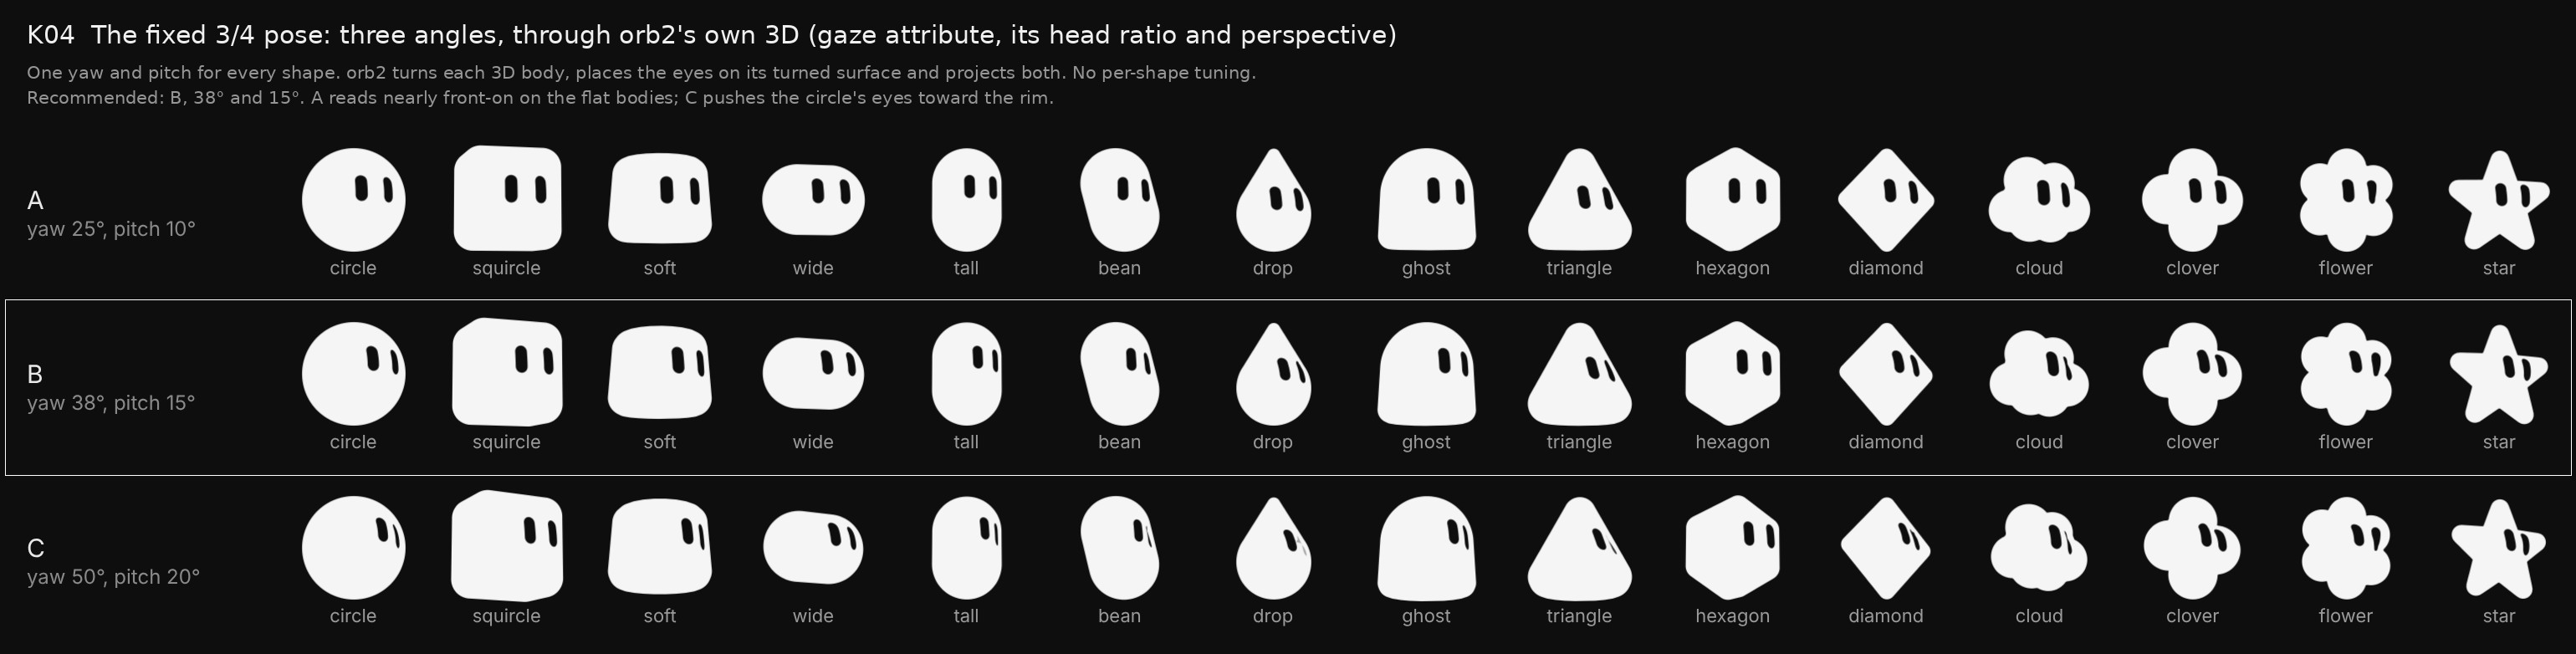 K04 The fixed 3/4 pose: three angles, through orb2's own 3D (gaze attribute, its head ratio and perspective)
One yaw and pitch for every shape. orb2 turns each 3D body, places the eyes on its turned surface and projects both. No per-shape tuning.
Recommended: B, 38° and 15°. A reads nearly front-on on the flat bodies; C pushes the circle's eyes toward the rim.
A
yaw 25°, pitch 10°
circle squircle soft wide tall bean drop ghost triangle hexagon diamond cloud clover flower star
B
yaw 38°, pitch 15°
circle squircle soft wide tall bean drop ghost triangle hexagon diamond cloud clover flower star
C
yaw 50°, pitch 20°
circle squircle soft wide tall bean drop ghost triangle hexagon diamond cloud clover flower star